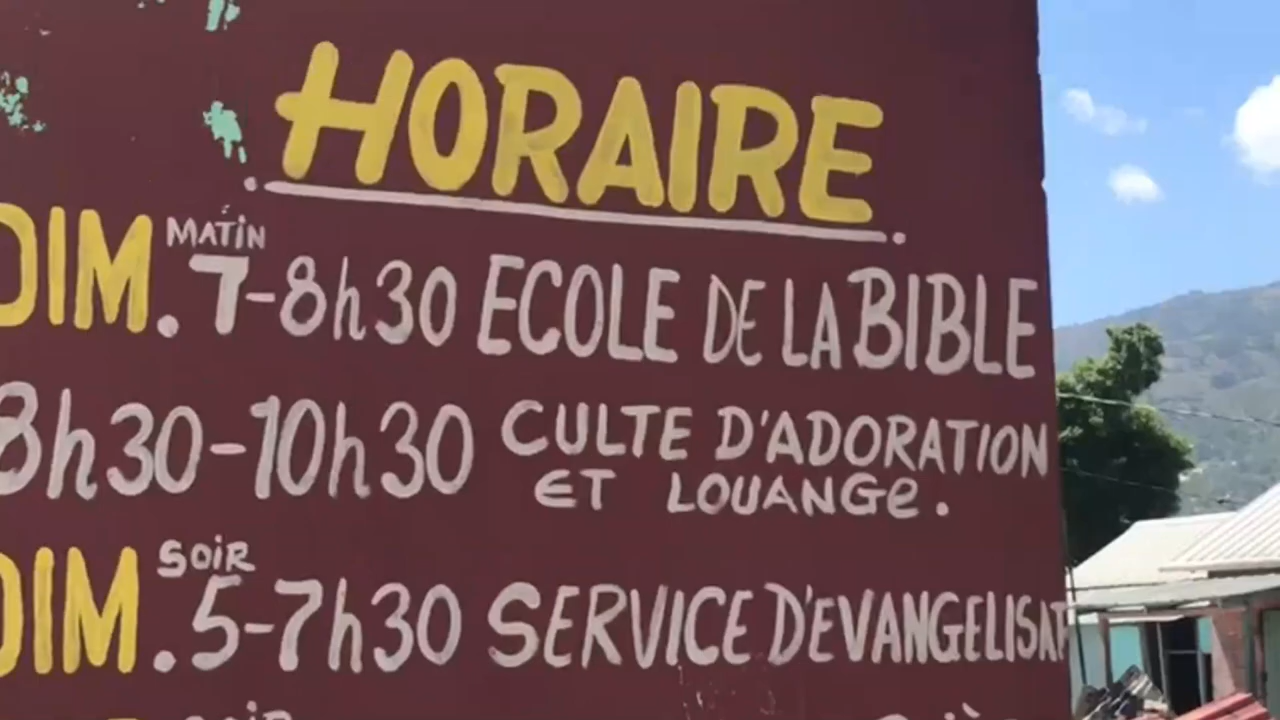 HORAIRE
DIM. MATIN 7-8h30 ECOLE DE LA BIBLE
8h30-10h30 CULTE D'ADORATION
ET LOUANGE.
DIM. SOIR 5-7h30 SERVICE D'EVANGELISAT